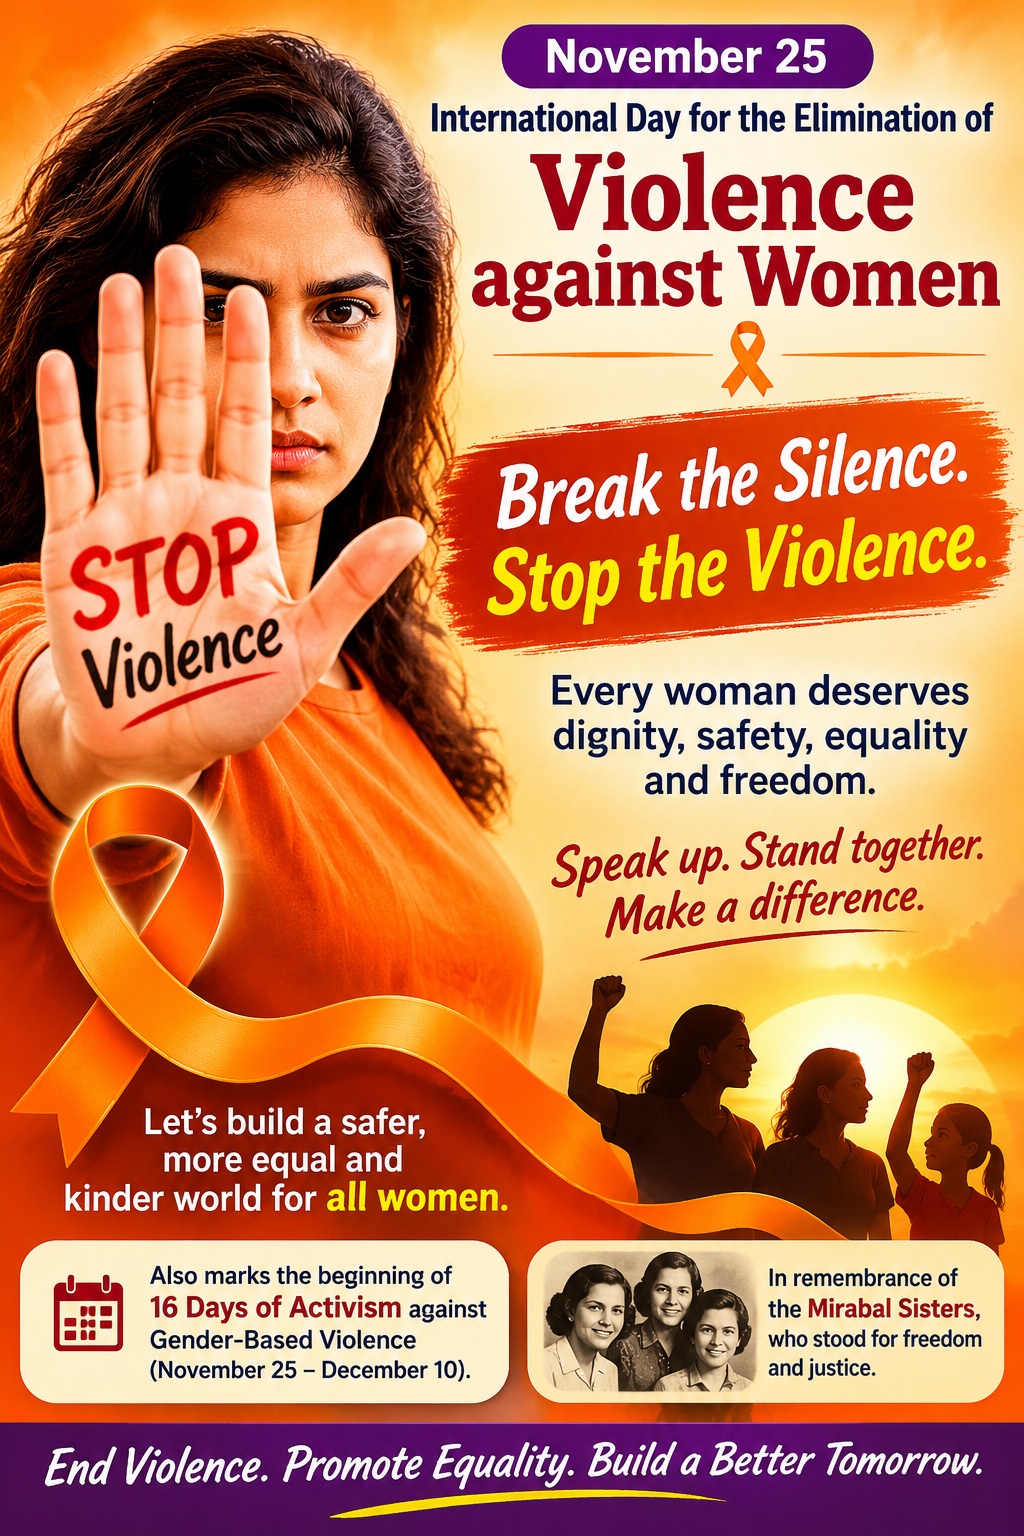 November 25
International Day for the Elimination of
Violence
against Women
STOP
Violence
Break the Silence.
Stop the Violence.
Every woman deserves
dignity, safety, equality
and freedom.
Speak up. Stand together.
Make a difference.
Let's build a safer,
more equal and
kinder world for all women.
Also marks the beginning of
16 Days of Activism against
Gender-Based Violence
(November 25 – December 10).
In remembrance of
the Mirabal Sisters,
who stood for freedom
and justice.
End Violence. Promote Equality. Build a Better Tomorrow.